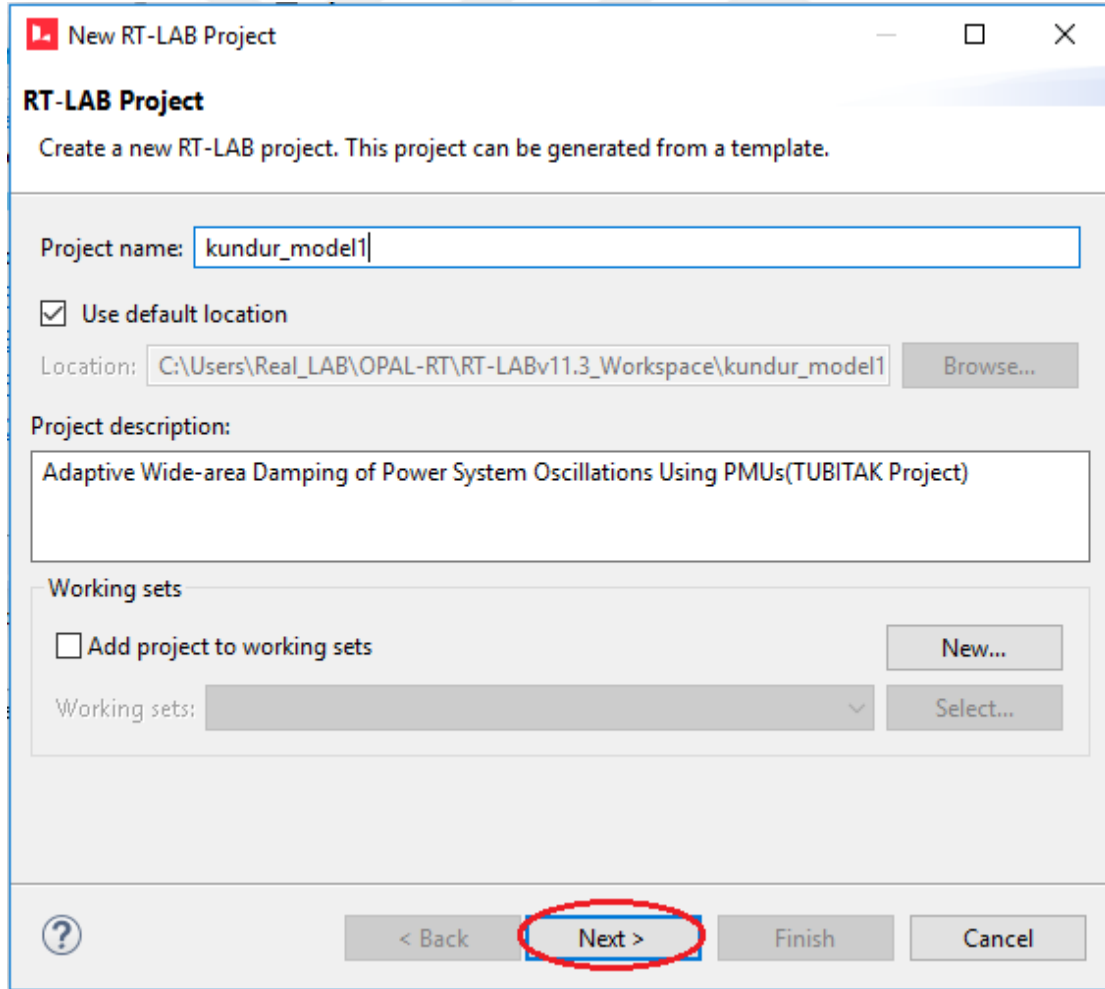 New RT-LAB Project
RT-LAB Project
Create a new RT-LAB project. This project can be generated from a template.
Project name: kundur_model1
Use default location
Location: C:\Users\Real_LAB\OPAL-RT\RT-LABv11.3_Workspace\kundur_model1 Browse...
Project description:
Adaptive Wide-area Damping of Power System Oscillations Using PMUs(TUBITAK Project)
Working sets
Add project to working sets New...
Working sets: Select...
? < Back Next > Finish Cancel